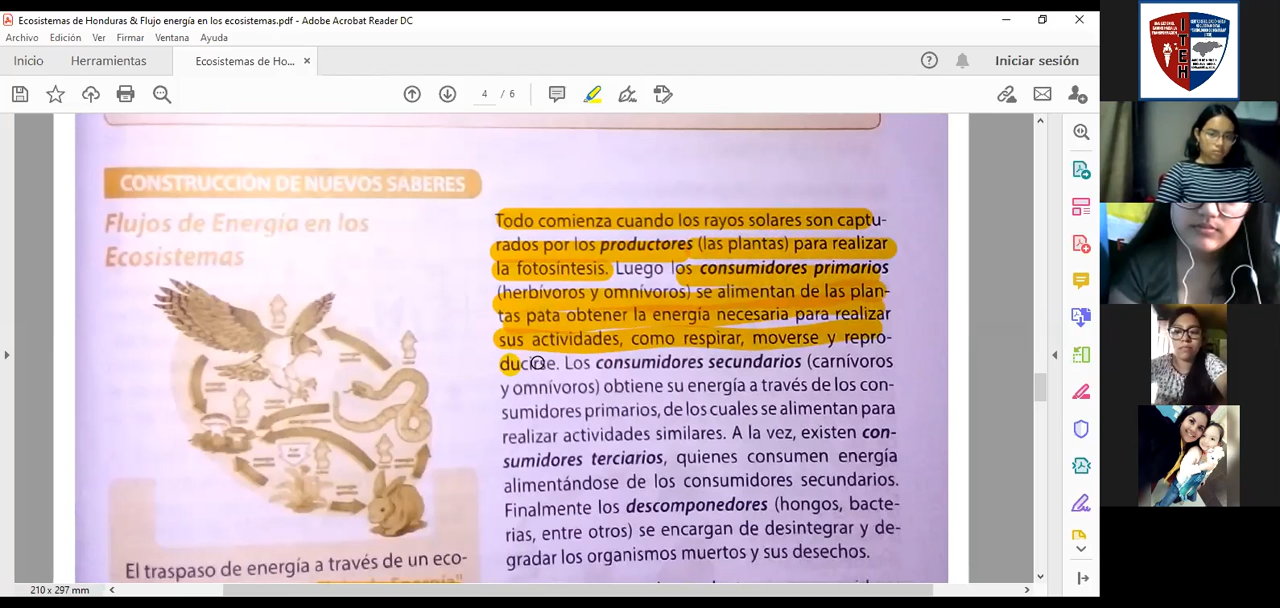 Ecosistemas de Honduras & Flujo energía en los ecosistemas.pdf - Adobe Acrobat Reader DC
Archivo Edición Ver Firmar Ventana Ayuda
Inicio Herramientas Ecosistemas de Ho... Iniciar sesión
4 / 6
CONSTRUCCIÓN DE NUEVOS SABERES
Flujos de Energía en los
Ecosistemas
El traspaso de energía a través de un eco-
Todo comienza cuando los rayos solares son captu-
rados por los productores (las plantas) para realizar
la fotosíntesis. Luego los consumidores primarios
(herbívoros y omnívoros) se alimentan de las plan-
tas pata obtener la energía necesaria para realizar
sus actividades, como respirar, moverse y repro-
ducirse. Los consumidores secundarios (carnívoros
y omnívoros) obtiene su energía a través de los con-
sumidores primarios, de los cuales se alimentan para
realizar actividades similares. A la vez, existen con-
sumidores terciarios, quienes consumen energía
alimentándose de los consumidores secundarios.
Finalmente los descomponedores (hongos, bacte-
rias, entre otros) se encargan de desintegrar y de-
gradar los organismos muertos y sus desechos.
210 x 297 mm
ITEH